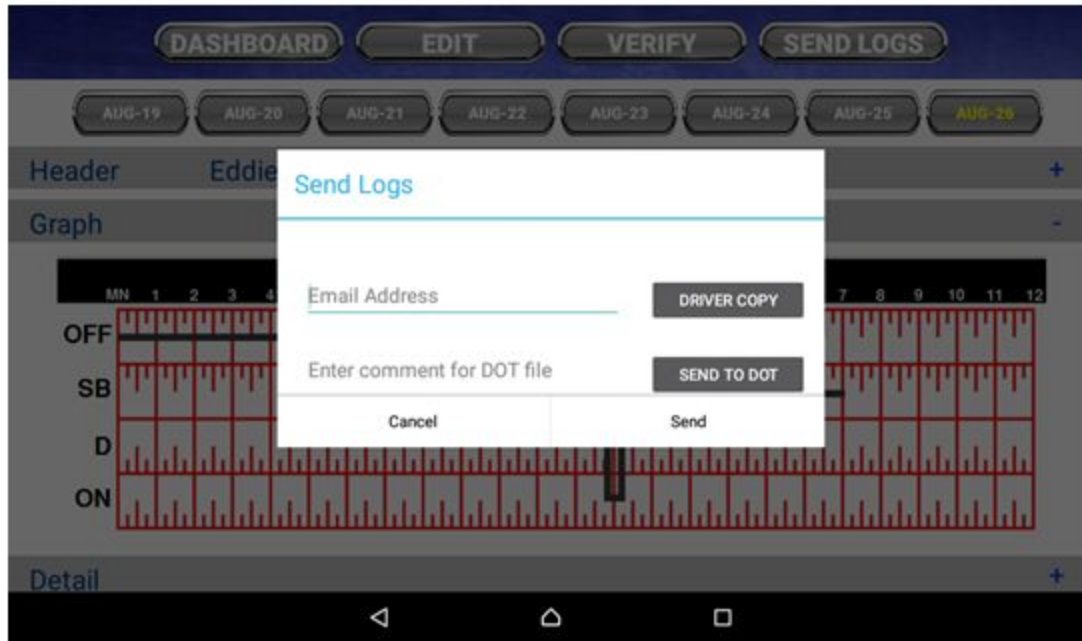 DASHBOARD EDIT VERIFY SEND LOGS
AUG-19 AUG-20 AUG-21 AUG-22 AUG-23 AUG-24 AUG-25 AUG-26
Header Eddie +
Send Logs
Graph -
Email Address DRIVER COPY
MN 1 2 3 4 7 8 9 10 11 12
OFF
Enter comment for DOT file SEND TO DOT
SB
Cancel Send
D
ON
Detail +